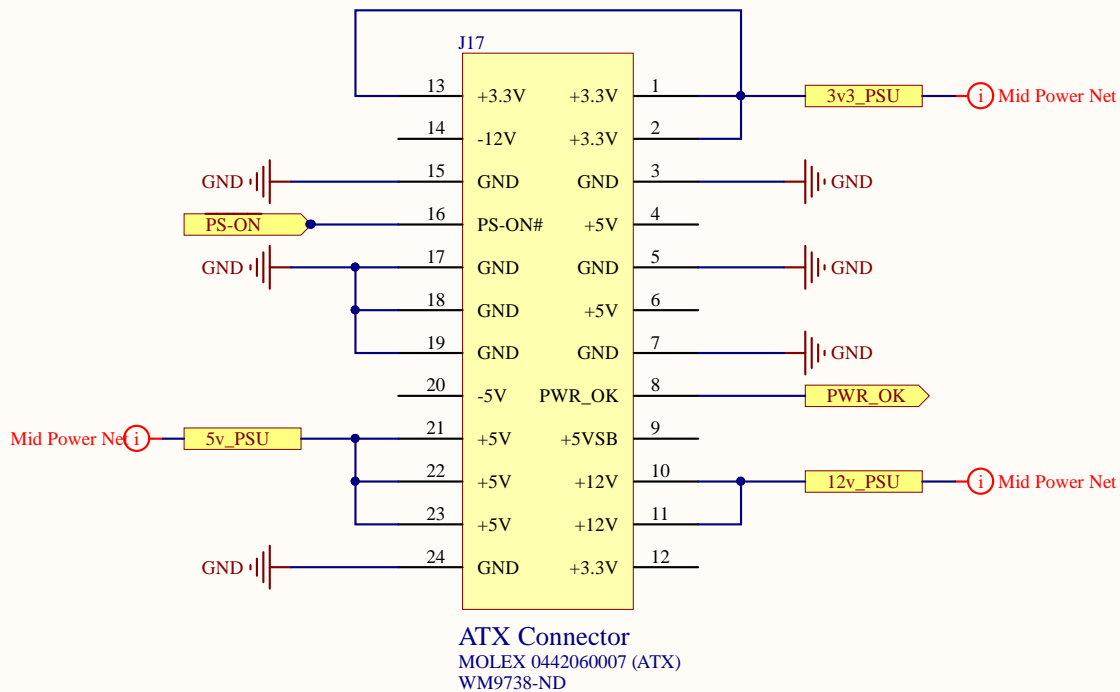 J17
13 +3.3V +3.3V 1 3v3_PSU i Mid Power Net
14 -12V +3.3V 2
GND 15 GND GND 3 GND
PS-ON 16 PS-ON# +5V 4
GND 17 GND GND 5 GND
18 GND +5V 6
19 GND GND 7 GND
20 -5V PWR_OK 8 PWR_OK
Mid Power Net i 5v_PSU 21 +5V +5VSB 9
22 +5V +12V 10 12v_PSU i Mid Power Net
23 +5V +12V 11
GND 24 GND +3.3V 12
ATX Connector
MOLEX 0442060007 (ATX)
WM9738-ND